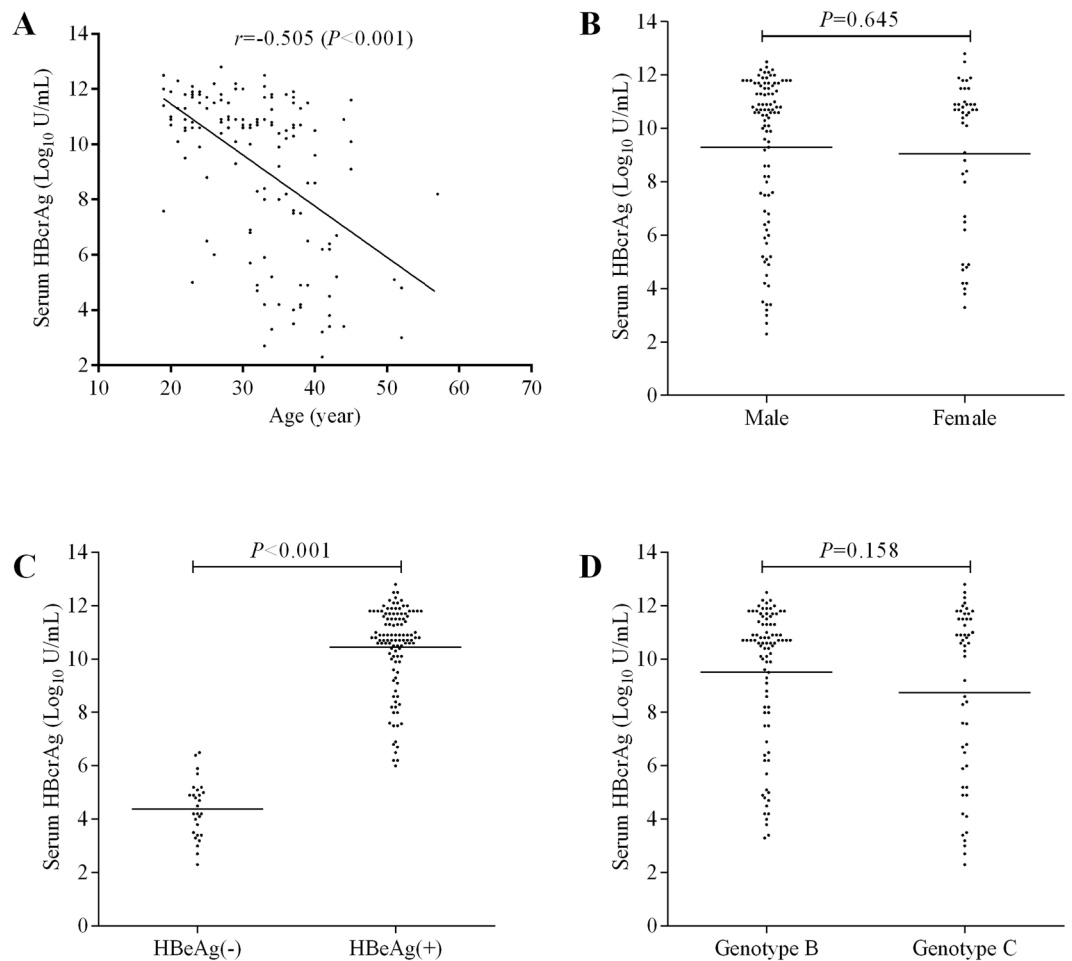 A
r=-0.505 (P<0.001)
Serum HBcrAg (Log10 U/mL)
14
12
10
8
6
4
2
10 20 30 40 50 60 70
Age (year)
B
P=0.645
Serum HBcrAg (Log10 U/mL)
14
12
10
8
6
4
2
0
Male Female
C
P<0.001
Serum HBcrAg (Log10 U/mL)
14
12
10
8
6
4
2
0
HBeAg(-) HBeAg(+)
D
P=0.158
Serum HBcrAg (Log10 U/mL)
14
12
10
8
6
4
2
0
Genotype B Genotype C